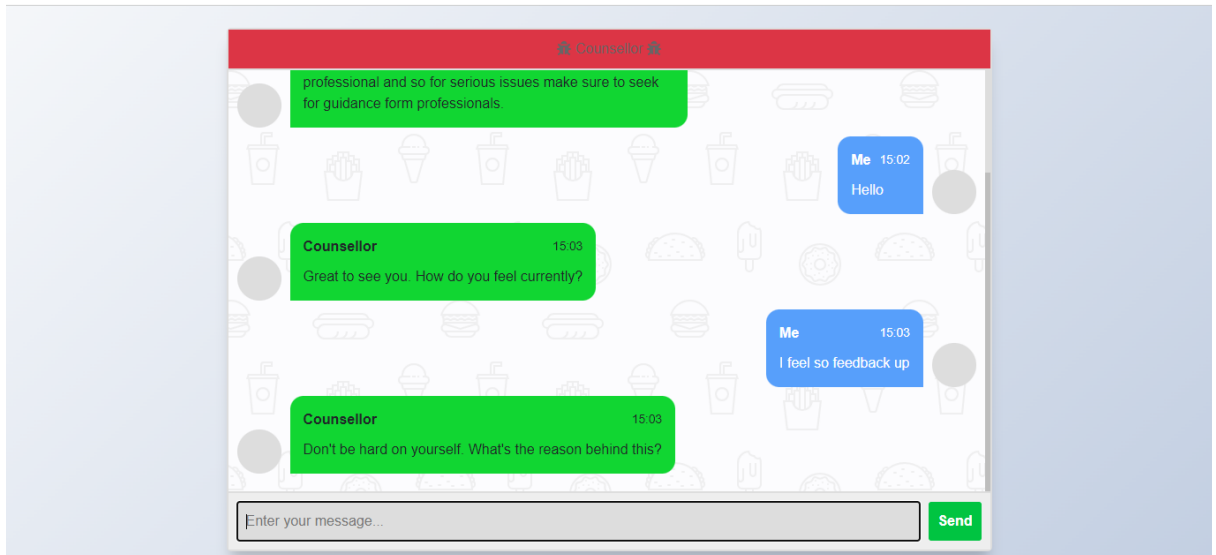 Counsellor
professional and so for serious issues make sure to seek
for guidance form professionals.
Me 15:02
Hello
Counsellor 15:03
Great to see you. How do you feel currently?
Me 15:03
I feel so feedback up
Counsellor 15:03
Don't be hard on yourself. What's the reason behind this?
Enter your message...
Send